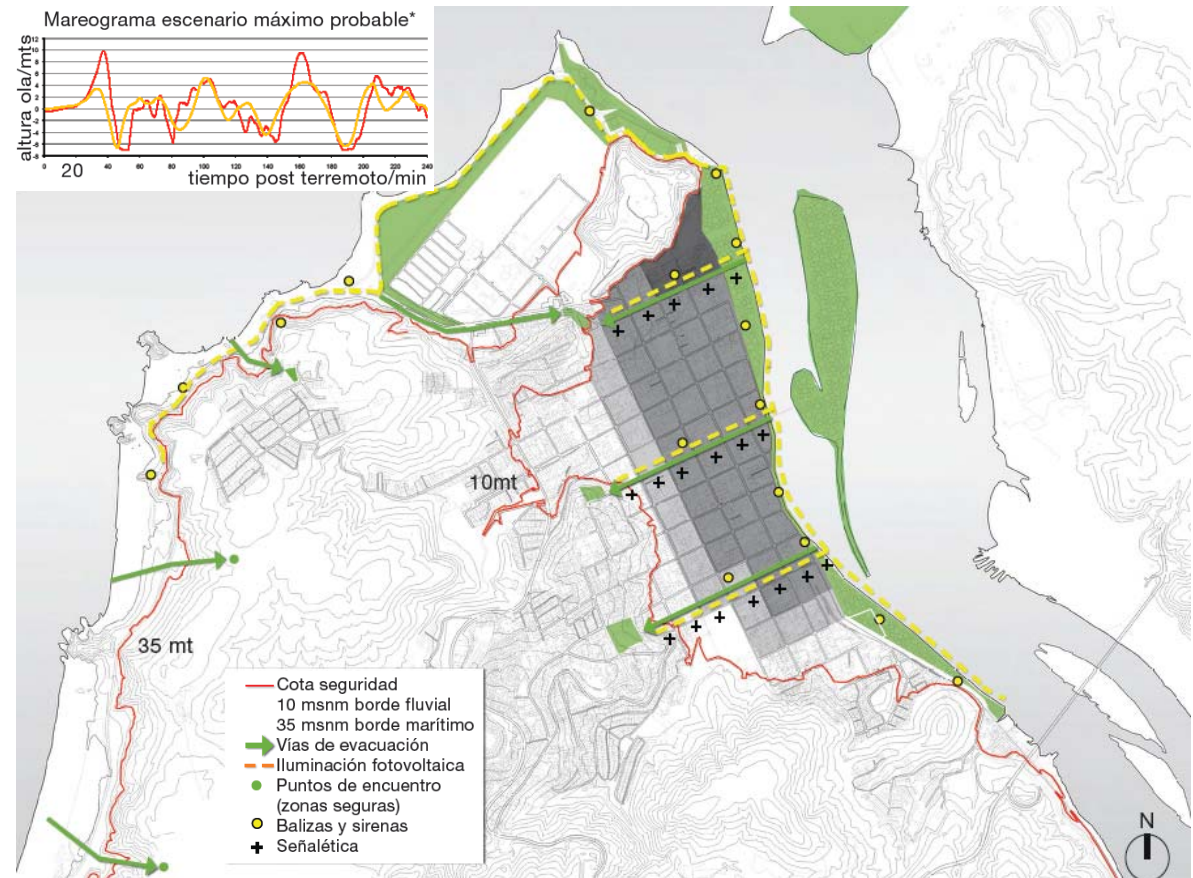 Mareograma escenario máximo probable*
altura ola/mts
12
10
8
6
4
2
0
-2
-4
-6
-8
0 20 40 60 80 100 120 140 160 180 200 220 240
tiempo post terremoto/min
10mt
35 mt
Cota seguridad
10 msnm borde fluvial
35 msnm borde marítimo
Vías de evacuación
Iluminación fotovoltaica
Puntos de encuentro
(zonas seguras)
Balizas y sirenas
Señalética
N